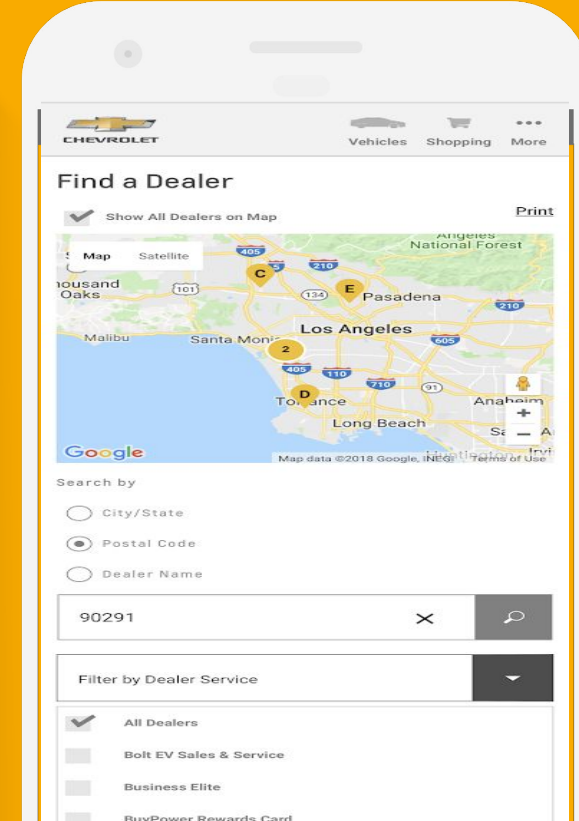 CHEVROLET
Vehicles Shopping More
Find a Dealer
Show All Dealers on Map
Print
Map Satellite
Angeles
National Forest
405
210
C
5
ousand
Oaks
101
134
E
Pasadena
210
Los Angeles
Malibu
Santa Moni
2
605
405
110
710
91
D
To ance
Anaheim
Long Beach
+
−
Google
Map data ©2018 Google, INEGI Terms of Use
Search by
City/State
Postal Code
Dealer Name
90291
Filter by Dealer Service
All Dealers
Bolt EV Sales & Service
Business Elite
BuyPower Rewards Card